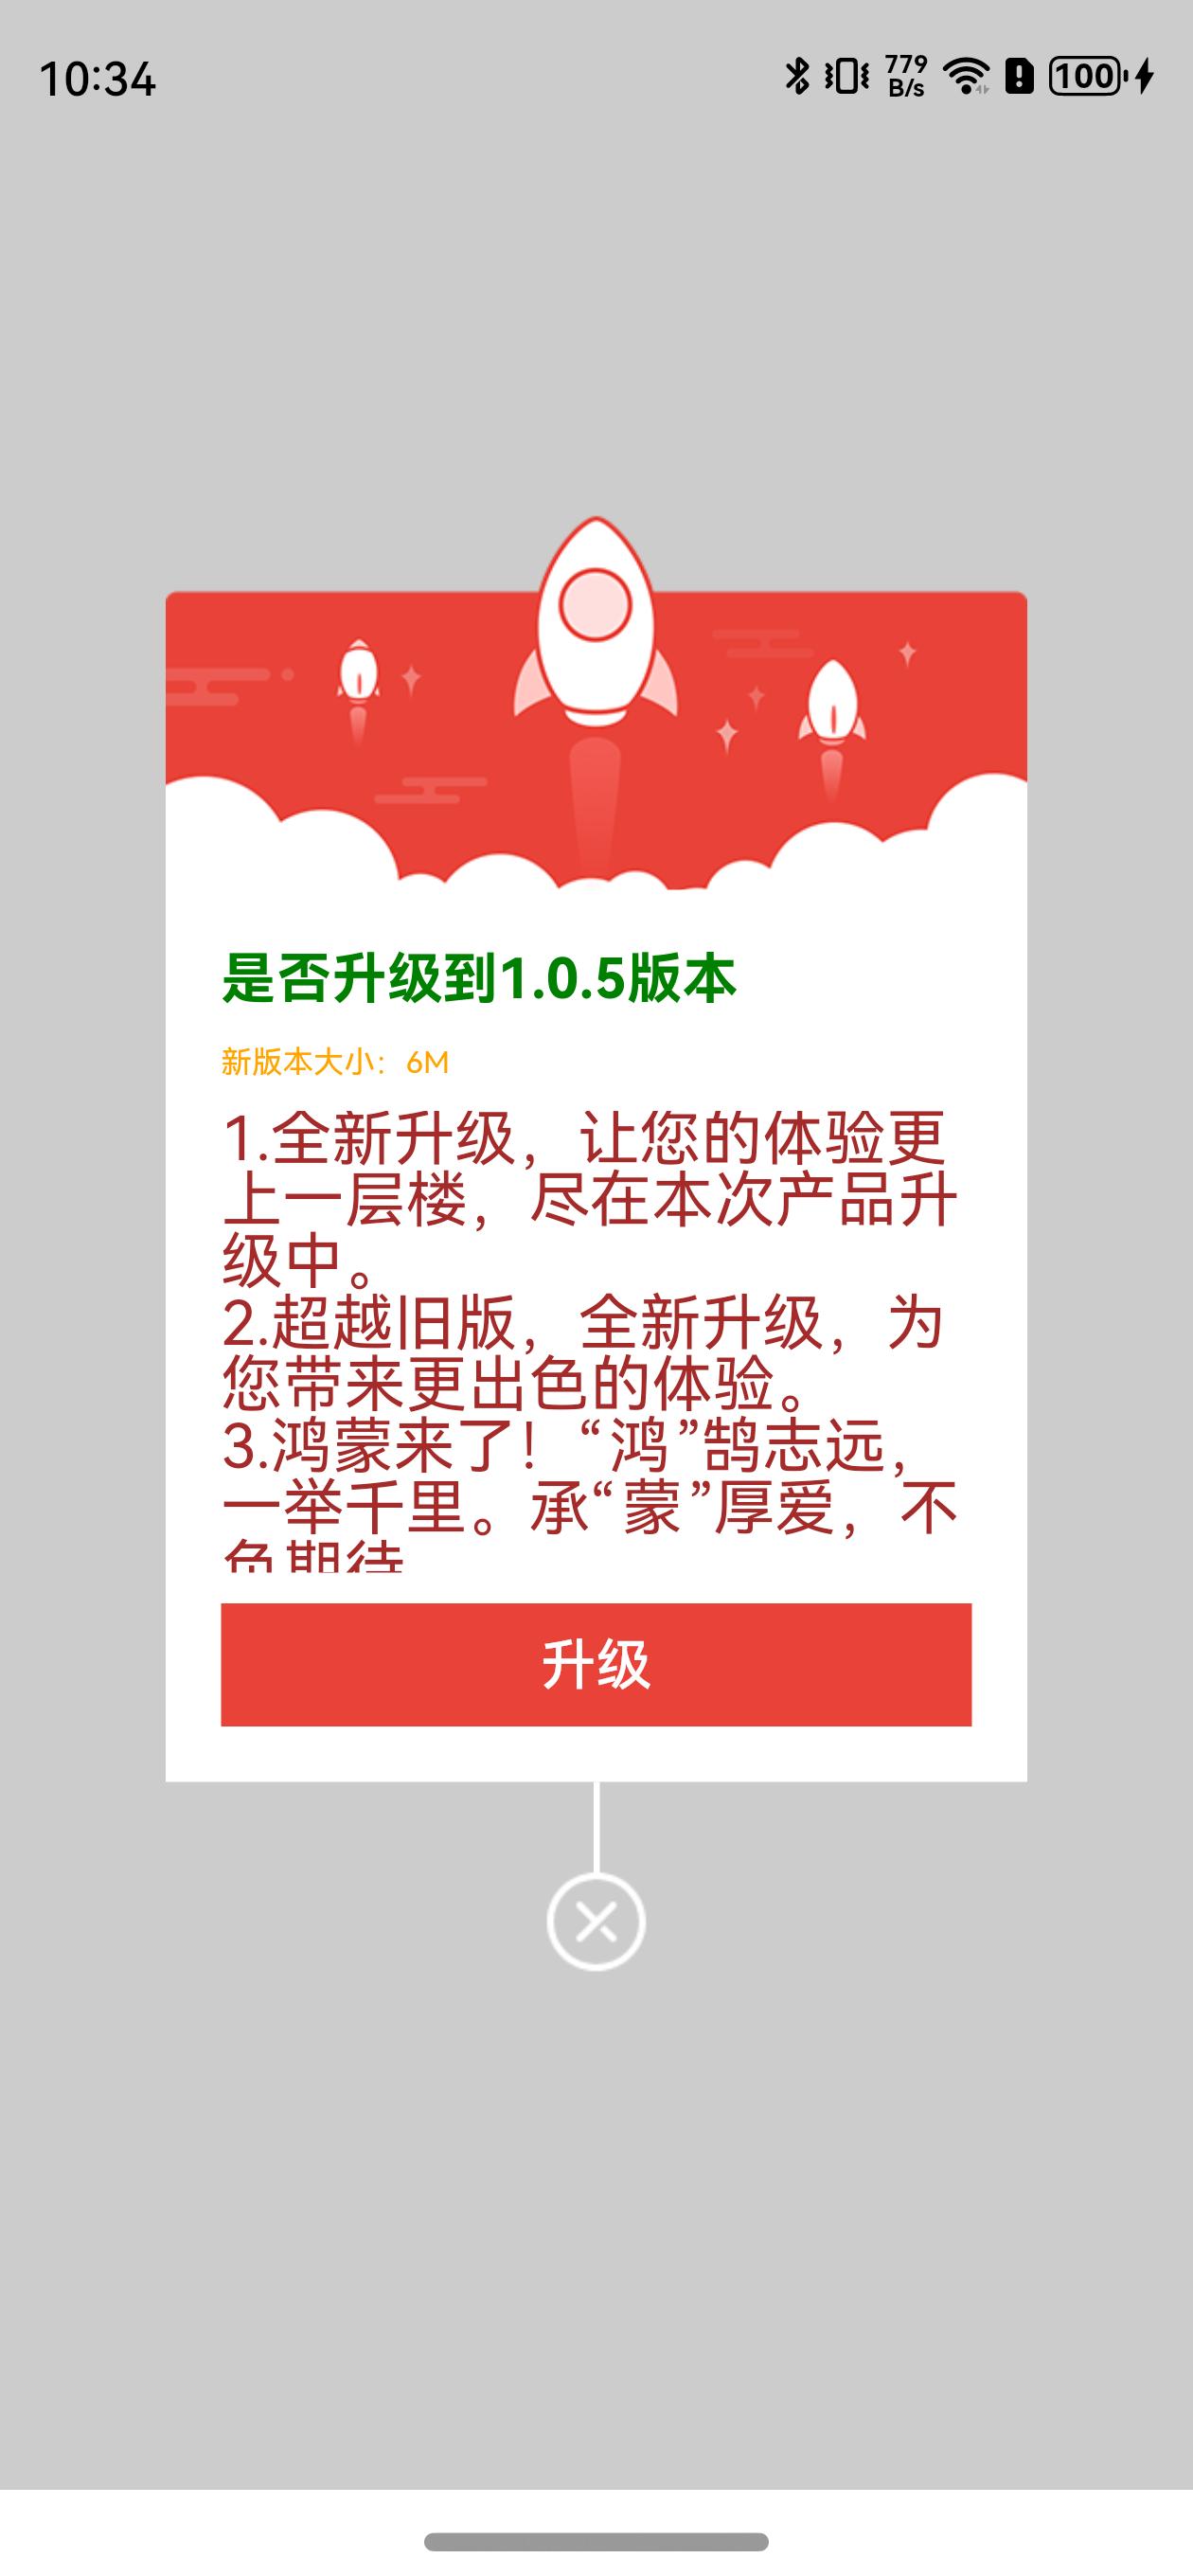 10:34
779
B/s
100
是否升级到1.0.5版本
新版本大小：6M
1.全新升级，让您的体验更
上一层楼，尽在本次产品升
级中。
2.超越旧版，全新升级，为
您带来更出色的体验。
3.鸿蒙来了！“鸿”鹄志远，
一举千里。承“蒙”厚爱，不
负期待
升级